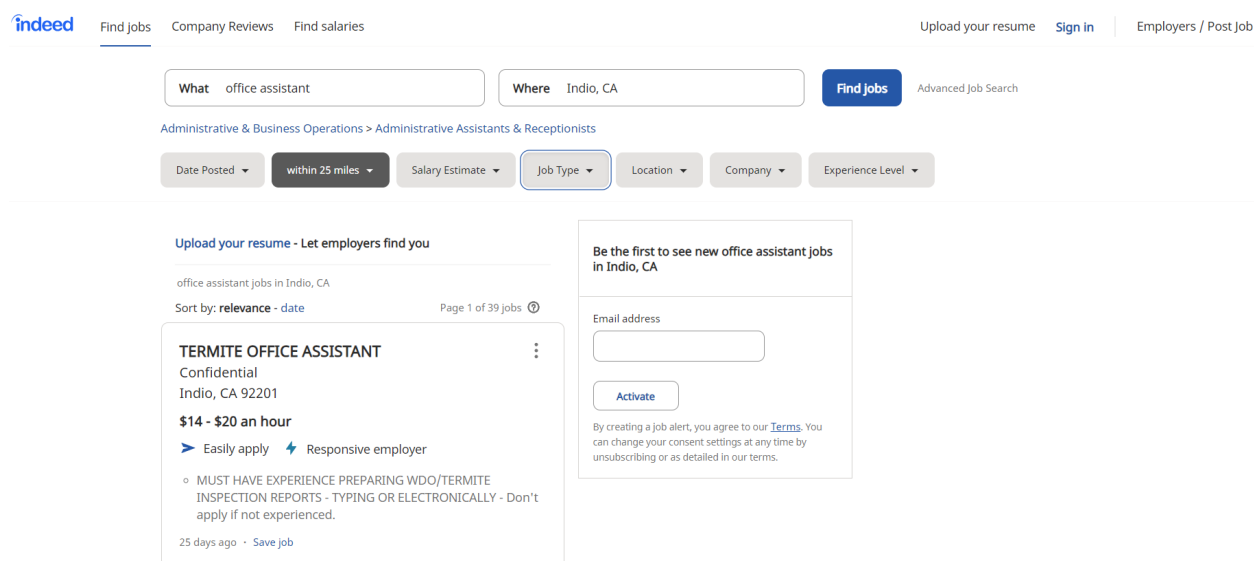 indeed Find jobs Company Reviews Find salaries Upload your resume Sign in Employers / Post Job
What office assistant Where Indio, CA Find jobs Advanced Job Search
Administrative & Business Operations > Administrative Assistants & Receptionists
Date Posted within 25 miles Salary Estimate Job Type Location Company Experience Level
Upload your resume - Let employers find you
office assistant jobs in Indio, CA
Sort by: relevance - date Page 1 of 39 jobs
TERMITE OFFICE ASSISTANT
Confidential
Indio, CA 92201
$14 - $20 an hour
Easily apply Responsive employer
MUST HAVE EXPERIENCE PREPARING WDO/TERMITE
INSPECTION REPORTS - TYPING OR ELECTRONICALLY - Don't
apply if not experienced.
25 days ago · Save job
Be the first to see new office assistant jobs
in Indio, CA
Email address
Activate
By creating a job alert, you agree to our Terms. You
can change your consent settings at any time by
unsubscribing or as detailed in our terms.